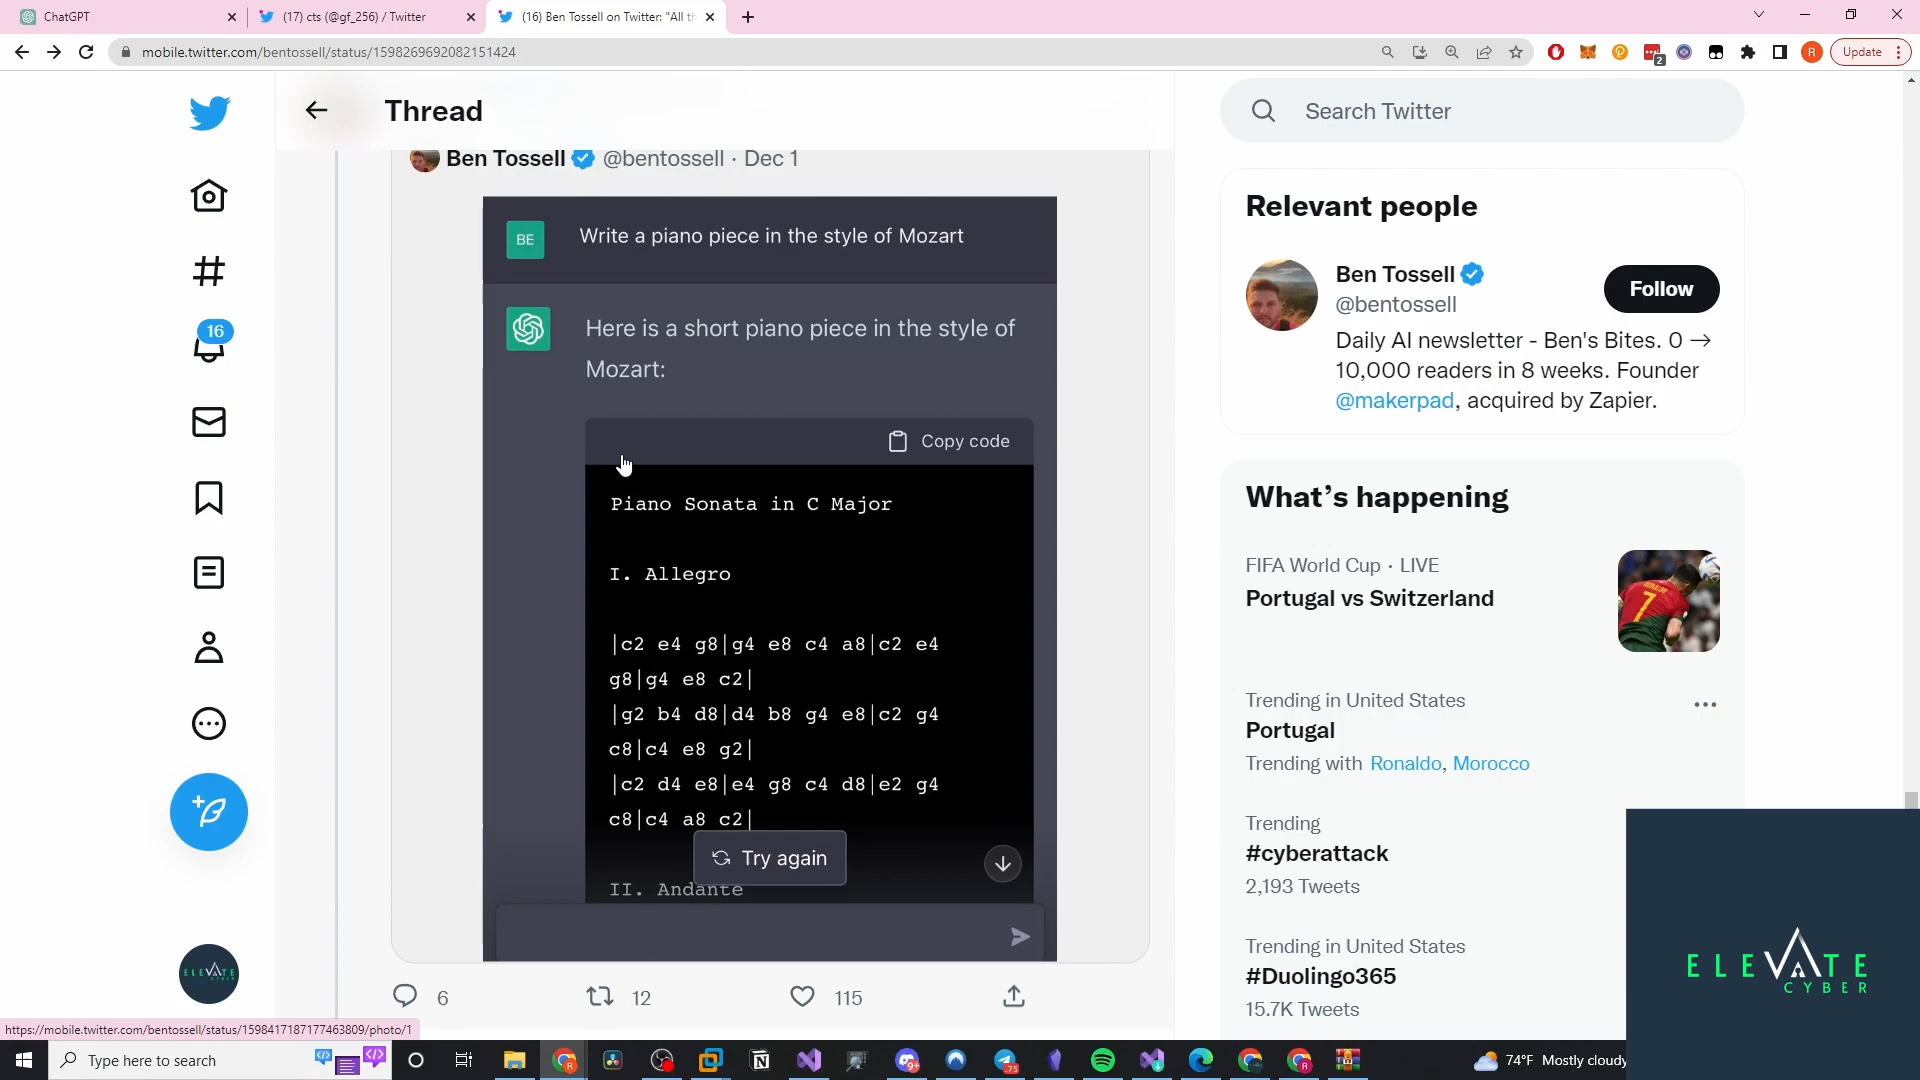 ChatGPT
(17) cts (@gf_256) / Twitter
(16) Ben Tossell on Twitter: "All th
mobile.twitter.com/bentossell/status/1598269692082151424
2
R
Update
Thread
Search Twitter
Ben Tossell @bentossell · Dec 1
BE
Write a piano piece in the style of Mozart
Here is a short piano piece in the style of
Mozart:
Copy code
Piano Sonata in C Major
I. Allegro
|c2 e4 g8|g4 e8 c4 a8|c2 e4
g8|g4 e8 c2|
|g2 b4 d8|d4 b8 g4 e8|c2 g4
c8|c4 e8 g2|
|c2 d4 e8|e4 g8 c4 d8|e2 g4
c8|c4 a8 c2|
Try again
II. Andante
6
12
115
16
Relevant people
Ben Tossell
@bentossell
Follow
Daily AI newsletter - Ben's Bites. 0 →
10,000 readers in 8 weeks. Founder
@makerpad, acquired by Zapier.
What's happening
FIFA World Cup · LIVE
Portugal vs Switzerland
7
Trending in United States
Portugal
Trending with Ronaldo, Morocco
Trending
#cyberattack
2,193 Tweets
Trending in United States
#Duolingo365
15.7K Tweets
ELEVATE
CYBER
ELEVATE
CYBER
https://mobile.twitter.com/bentossell/status/1598417187177463809/photo/1
Type here to search
9+
75
74°F Mostly cloudy